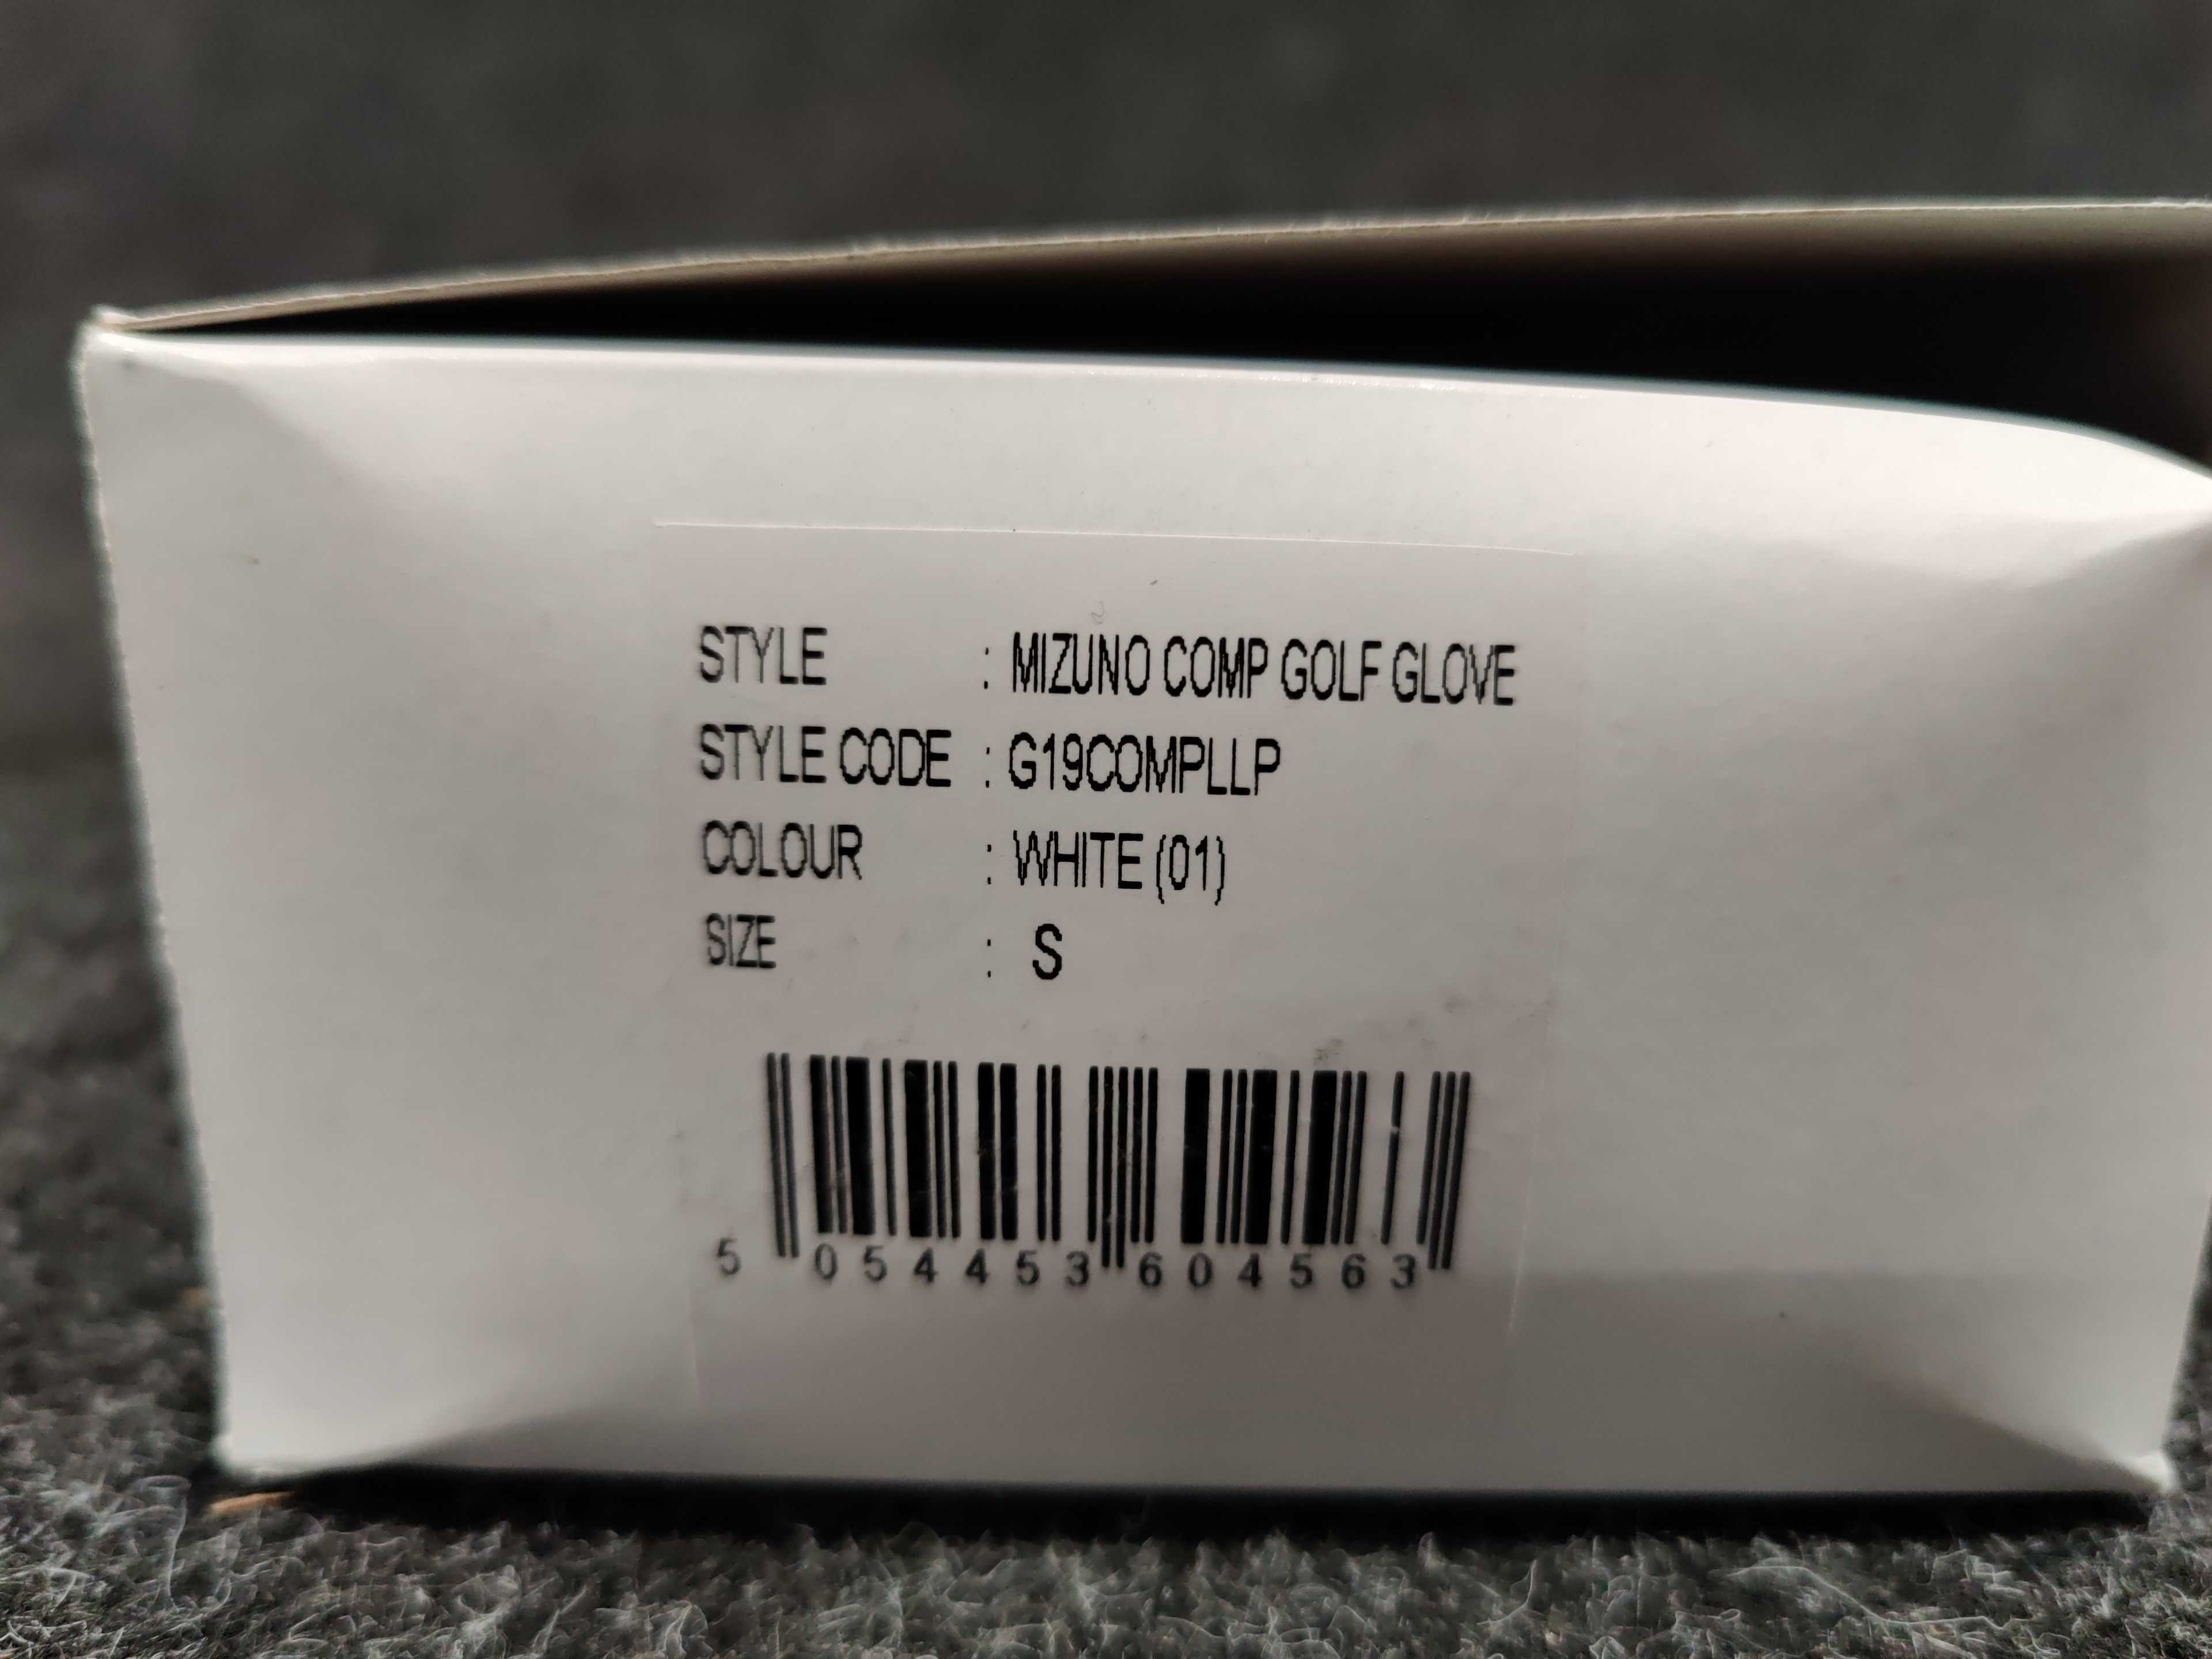 STYLE : MIZUNO COMP GOLF GLOVE
STYLE CODE : G19COMPLLP
COLOUR : WHITE (01)
SIZE : S
5 054453 604563